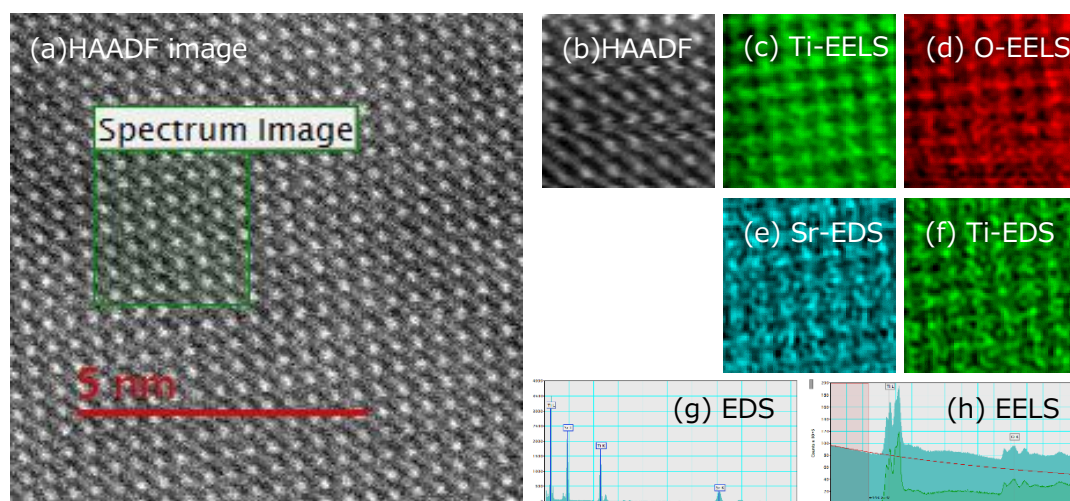 (a)HAADF image
Spectrum Image
5 nm
(b)HAADF
(c) Ti-EELS
(d) O-EELS
(e) Sr-EDS
(f) Ti-EDS
(g) EDS
(h) EELS